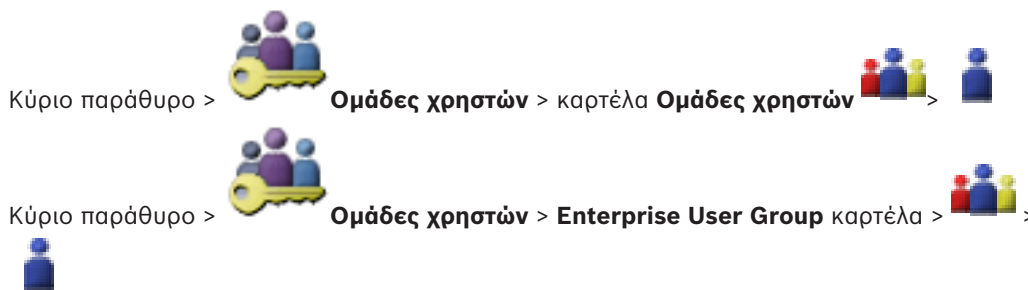 Κύριο παράθυρο > Ομάδες χρηστών > καρτέλα Ομάδες χρηστών >
Κύριο παράθυρο > Ομάδες χρηστών > Enterprise User Group καρτέλα > >